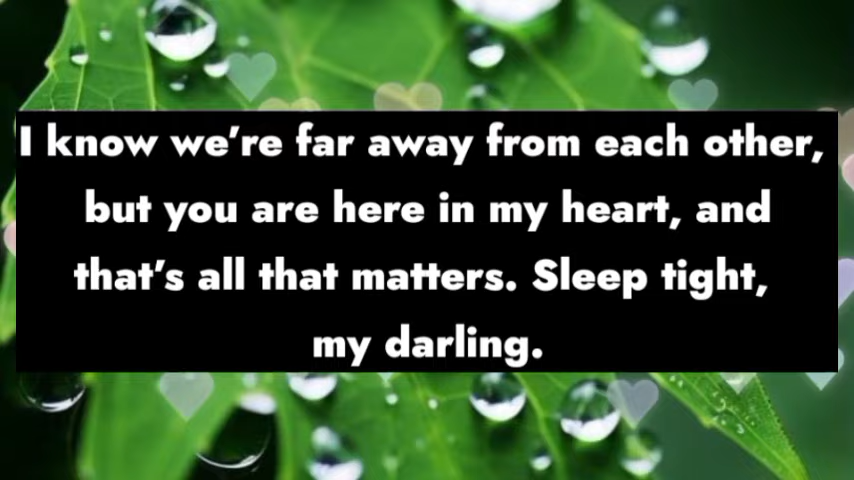 I know we're far away from each other,
but you are here in my heart, and
that's all that matters. Sleep tight,
my darling.